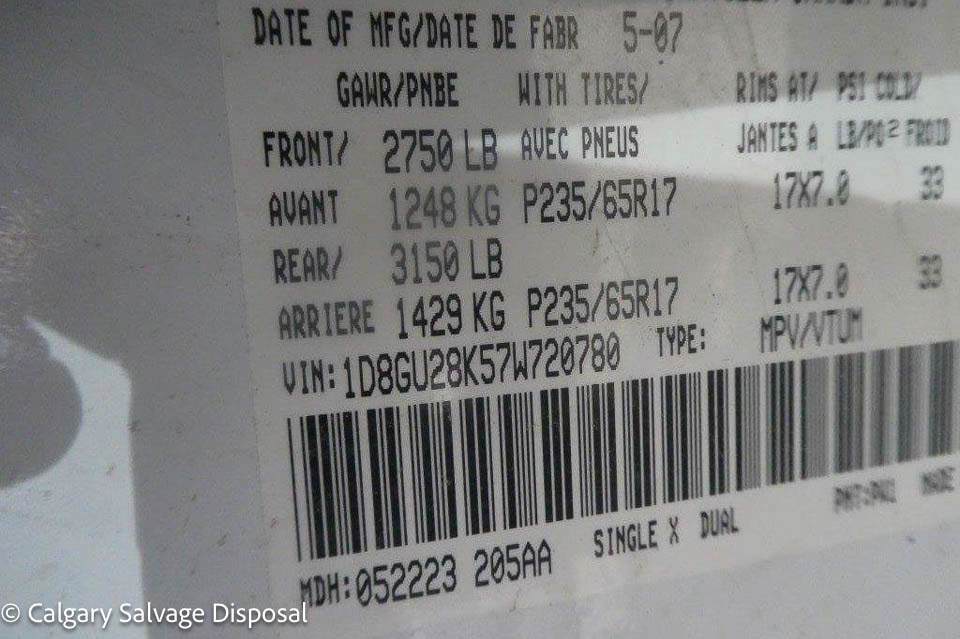 DATE OF MFG/DATE DE FABR 5-07
GAWR/PNBE WITH TIRES/ RIMS AT/ PSI COLD/
FRONT/ 2750 LB AVEC PNEUS JANTES A LB/PO² FROID
AVANT 1248 KG P235/65R17 17X7.0 33
REAR/ 3150 LB
ARRIERE 1429 KG P235/65R17 17X7.0 33
VIN: 1D8GU28K57W720780 TYPE: MPV/VTUM
MDH: 052223 205AA SINGLE X DUAL PNT: PW1 MADE
© Calgary Salvage Disposal